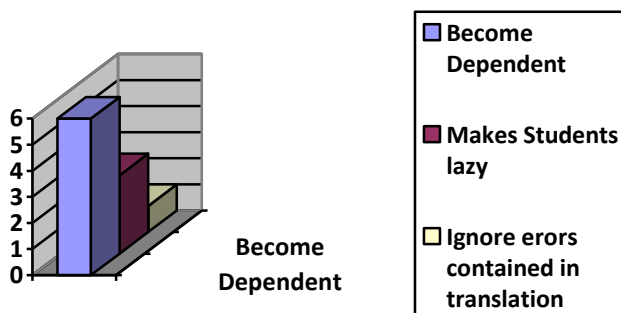 6
5
4
3
2
1
0
Become
Dependent
Become
Dependent
Makes Students
lazy
Ignore erors
contained in
translation